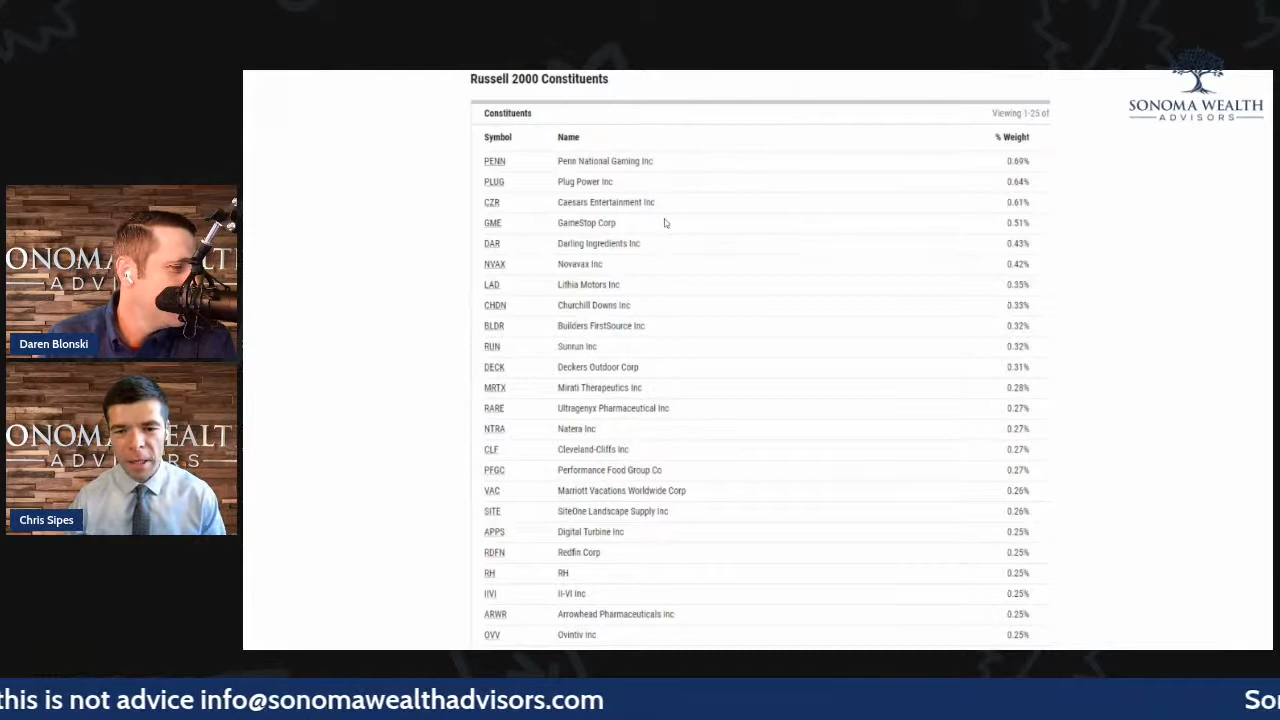 SONOMA WEALTH
ADVISORS
Russell 2000 Constituents
Constituents Viewing 1-25 of
Symbol Name % Weight
PENN Penn National Gaming Inc 0.69%
PLUG Plug Power Inc 0.64%
CZR Caesars Entertainment Inc 0.61%
GME GameStop Corp 0.51%
DAR Darling Ingredients Inc 0.43%
NVAX Novavax Inc 0.42%
LAD Lithia Motors Inc 0.35%
CHDN Churchill Downs Inc 0.33%
BLDR Builders FirstSource Inc 0.32%
RUN Sunrun Inc 0.32%
DECK Deckers Outdoor Corp 0.31%
MRTX Mirati Therapeutics Inc 0.28%
RARE Ultragenyx Pharmaceutical Inc 0.27%
NTRA Natera Inc 0.27%
CLF Cleveland-Cliffs Inc 0.27%
PFGC Performance Food Group Co 0.27%
VAC Marriott Vacations Worldwide Corp 0.26%
SITE SiteOne Landscape Supply Inc 0.26%
APPS Digital Turbine Inc 0.25%
RDFN Redfin Corp 0.25%
RH RH 0.25%
IIVI II-VI Inc 0.25%
ARWR Arrowhead Pharmaceuticals Inc 0.25%
OVV Ovintiv Inc 0.25%
Daren Blonski
ONOMA WEALT
ADVISORS
Chris Sipes
this is not advice info@sonomawealthadvisors.com
So